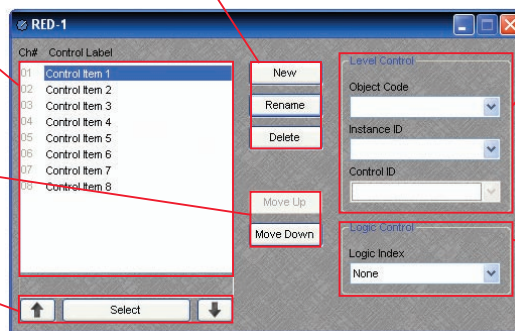 RED-1
Ch# Control Label
01 Control Item 1
02 Control Item 2
03 Control Item 3
04 Control Item 4
05 Control Item 5
06 Control Item 6
07 Control Item 7
08 Control Item 8
Select
New
Rename
Delete
Move Up
Move Down
Level Control
Object Code
Instance ID
Control ID
Logic Control
Logic Index
None